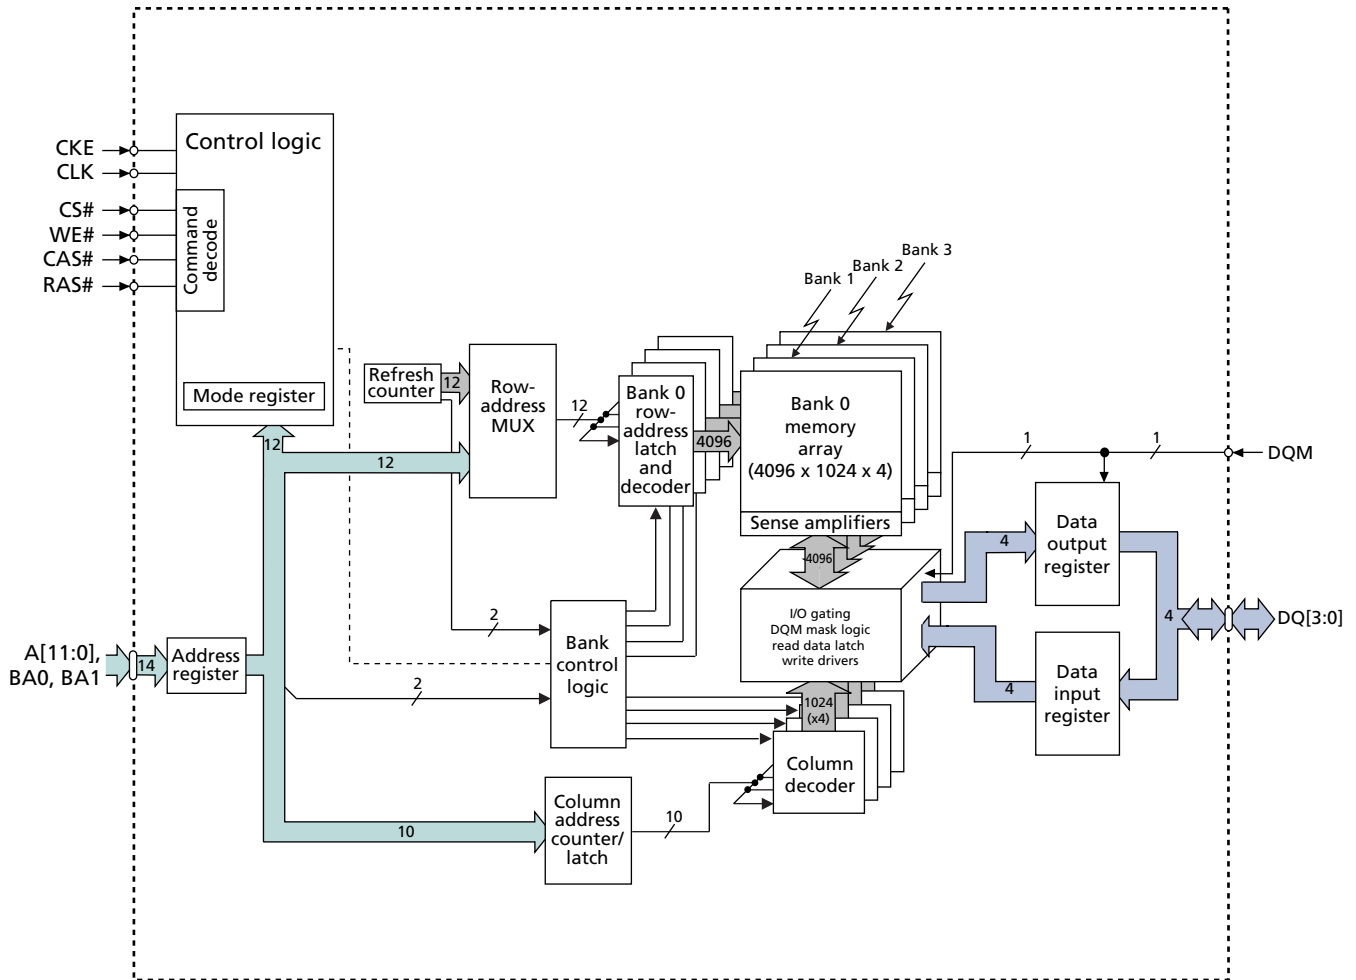 CKE
CLK
CS#
WE#
CAS#
RAS#
Control logic
Command
decode
Mode register
12
Refresh
counter
12
12
Row-
address
MUX
12
Bank 0
row-
address
latch
and
decoder
4096
Bank 1
Bank 2
Bank 3
Bank 0
memory
array
(4096 x 1024 x 4)
Sense amplifiers
4096
I/O gating
DQM mask logic
read data latch
write drivers
1
1
DQM
4
Data
output
register
4
DQ[3:0]
4
Data
input
register
A[11:0],
BA0, BA1
14
Address
register
2
2
Bank
control
logic
1024
(x4)
Column
decoder
10
Column
address
counter/
latch
10